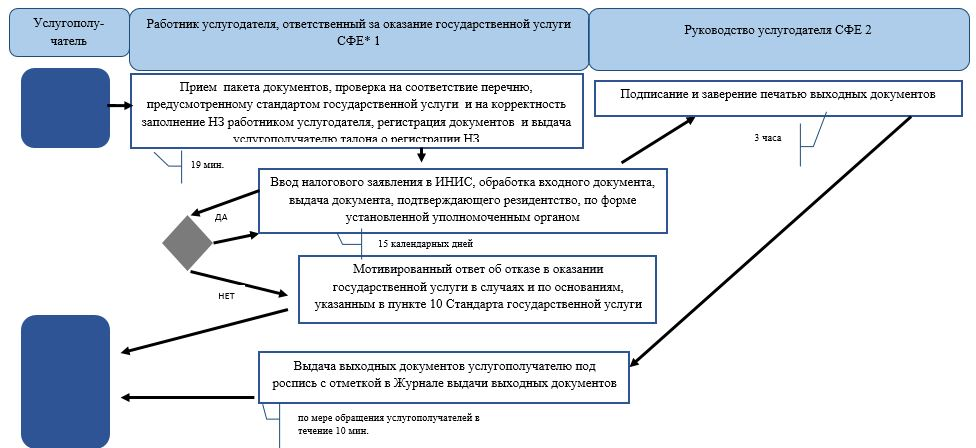 Услугополу-
чатель
Работник услугодателя, ответственный за оказание государственной услуги
СФЕ* 1
Руководство услугодателя СФЕ 2
Прием пакета документов, проверка на соответствие перечню,
предусмотренному стандартом государственной услуги и на корректность
заполнение НЗ работником услугодателя, регистрация документов и выдача
услугополучателю талона о регистрации НЗ
Подписание и заверение печатью выходных документов
3 часа
19 мин.
Ввод налогового заявления в ИНИС, обработка входного документа,
выдача документа, подтверждающего резидентство, по форме
установленной уполномоченным органом
ДА
15 календарных дней
Мотивированный ответ об отказе в оказании
государственной услуги в случаях и по основаниям,
указанным в пункте 10 Стандарта государственной услуги
НЕТ
Выдача выходных документов услугополучателю под
роспись с отметкой в Журнале выдачи выходных документов
по мере обращения услугополучателей в
течение 10 мин.